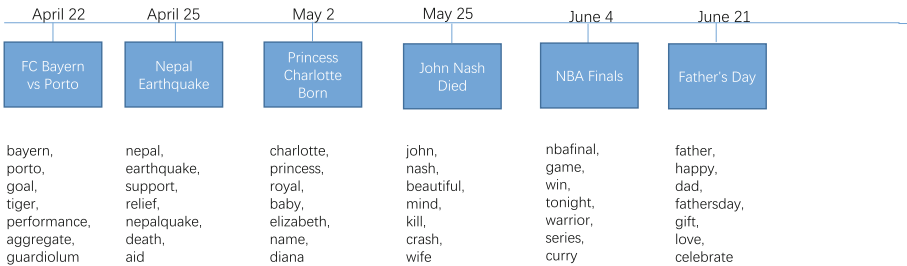 April 22
April 25
May 2
May 25
June 4
June 21
FC Bayern
vs Porto
Nepal
Earthquake
Princess
Charlotte
Born
John Nash
Died
NBA Finals
Father's Day
bayern,
porto,
goal,
tiger,
performance,
aggregate,
guardiolum
nepal,
earthquake,
support,
relief,
nepalquake,
death,
aid
charlotte,
princess,
royal,
baby,
elizabeth,
name,
diana
john,
nash,
beautiful,
mind,
kill,
crash,
wife
nbafinal,
game,
win,
tonight,
warrior,
series,
curry
father,
happy,
dad,
fathersday,
gift,
love,
celebrate